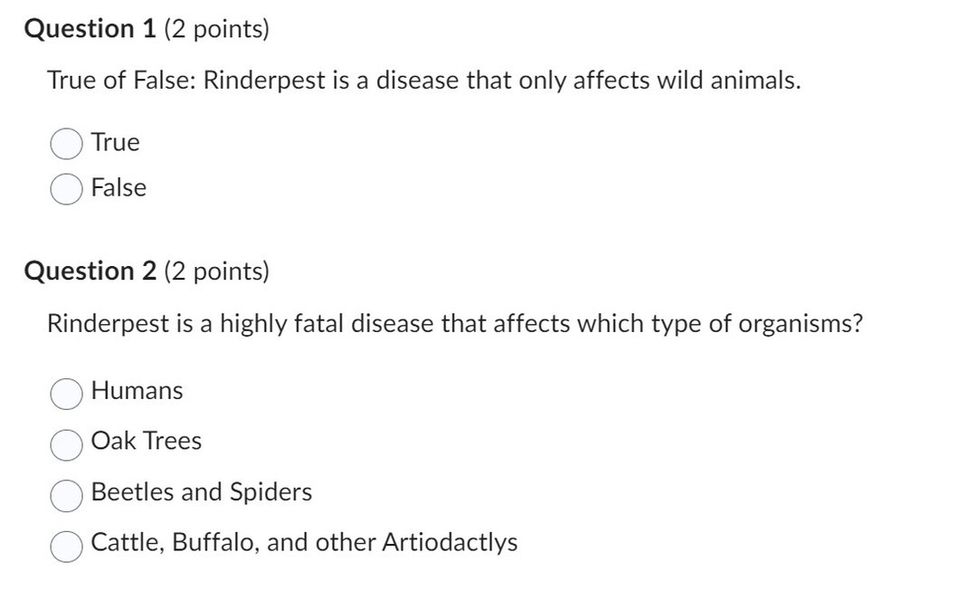 Question 1 (2 points)
True of False: Rinderpest is a disease that only affects wild animals.
True
False
Question 2 (2 points)
Rinderpest is a highly fatal disease that affects which type of organisms?
Humans
Oak Trees
Beetles and Spiders
Cattle, Buffalo, and other Artiodactlys